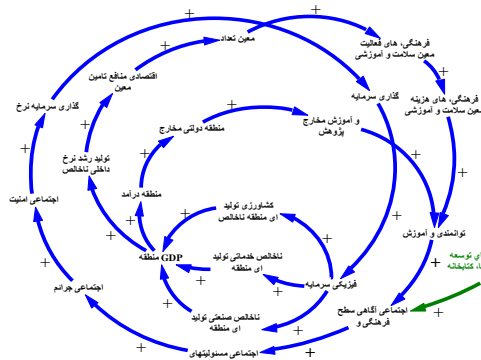 معین تعداد
فرهنگی، های فعالیت
معین سلامت و آموزشی
اقتصادی منافع تامین
معین
گذاری سرمایه
گذاری سرمایه نرخ
فرهنگی، های هزینه
معین سلامت و آموزشی
و آموزش مخارج
پژوهش
منطقه دولتی مخارج
تولید رشد نرخ
داخلی ناخالص
منطقه درآمد
اجتماعی امنیت
کشاورزی تولید
ای منطقه ناخالص
توانمندی و آموزش
GDP منطقه
ناخالص خدماتی تولید
ای منطقه
فیزیکی سرمایه
ي توسعه
، کتابخانه
اجتماعی جرائم
ناخالص صنعتی تولید
ای منطقه
اجتماعی آگاهی سطح
فرهنگی و
اجتماعی مسئولیتهای